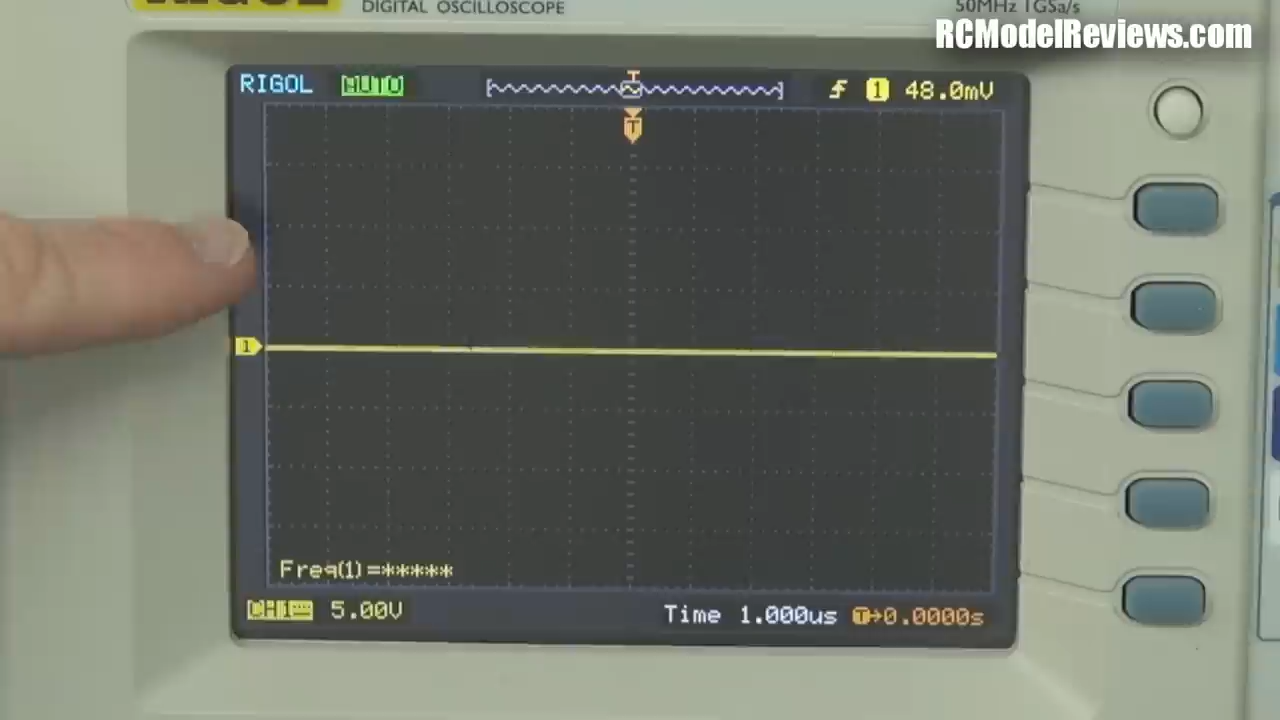 RIGOL
DIGITAL OSCILLOSCOPE
50MHz 1GSa/s
RCModelReviews.com
RIGOL AUTO T 1 48.0mV
T
1
Freq(1)=*****
CH1 5.00V Time 1.000us T→0.0000s